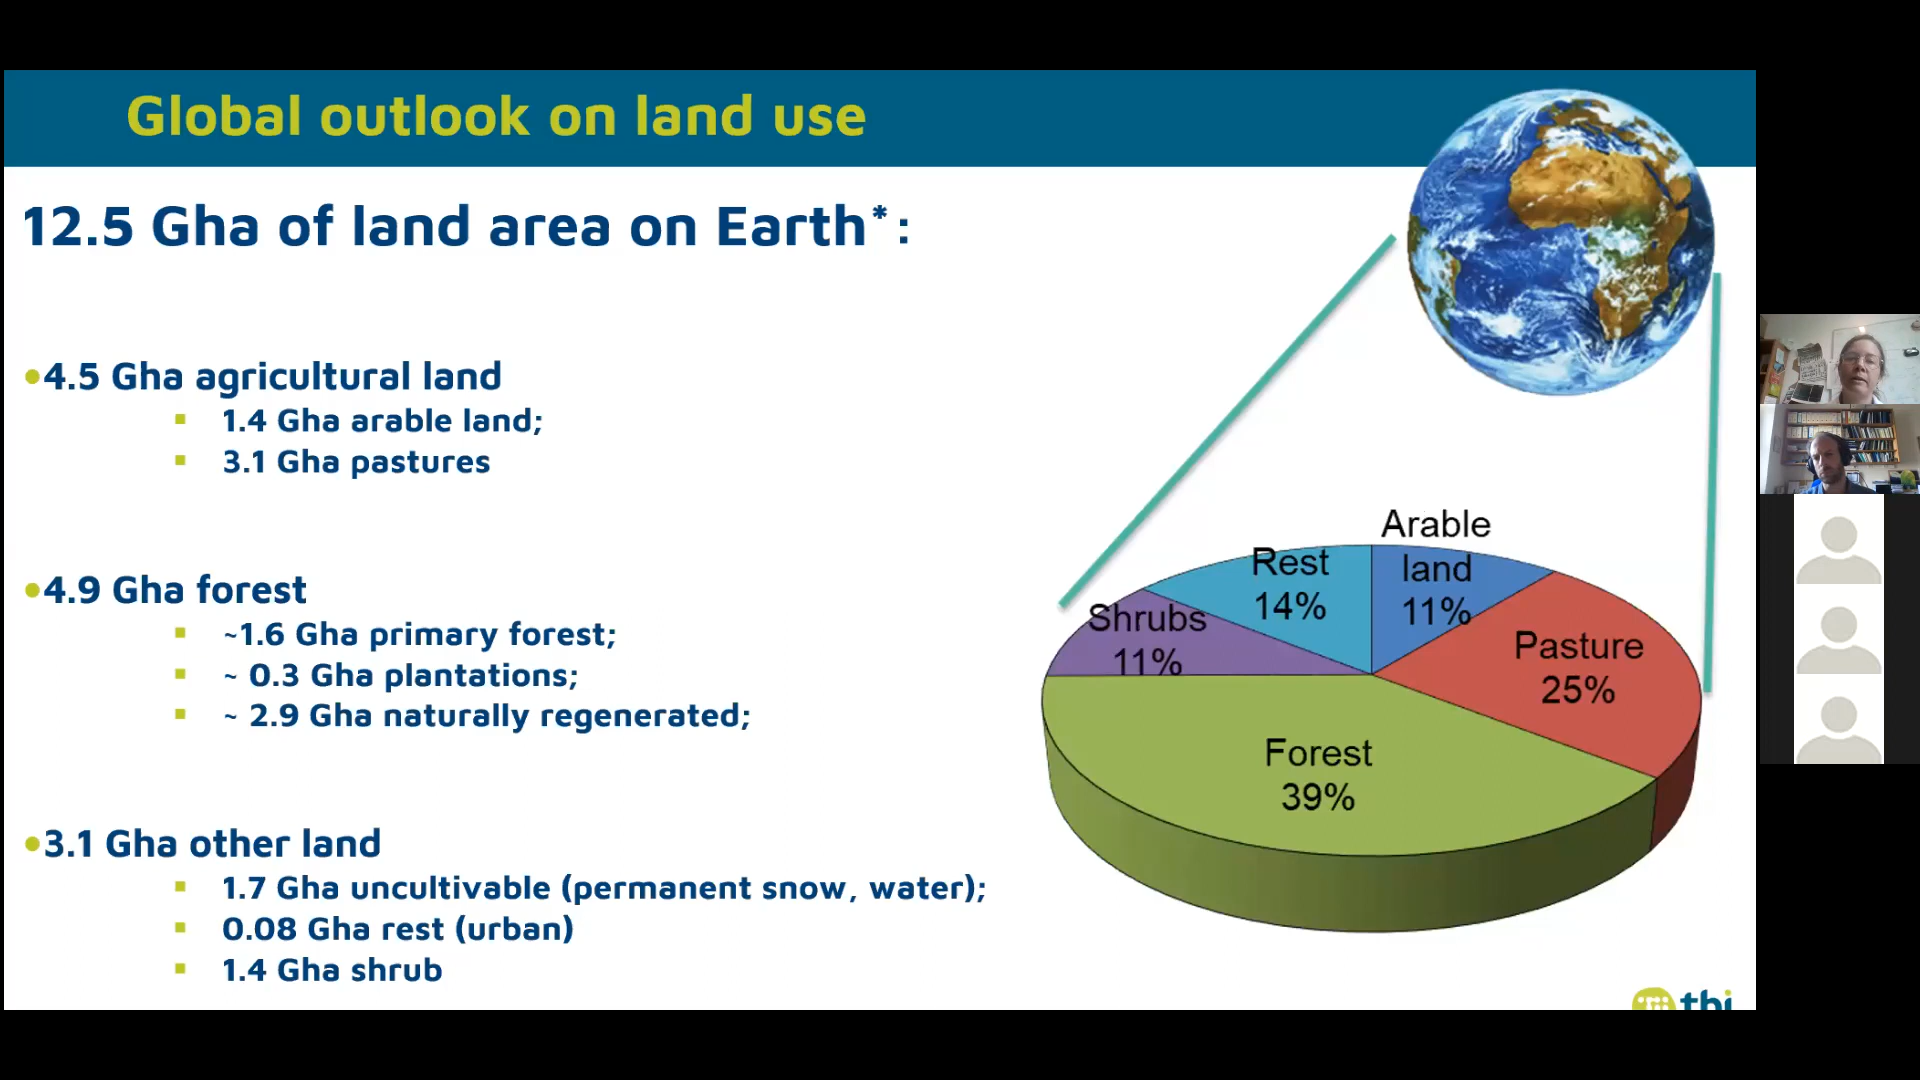 Global outlook on land use
12.5 Gha of land area on Earth*:
•4.5 Gha agricultural land
▪ 1.4 Gha arable land;
▪ 3.1 Gha pastures
•4.9 Gha forest
▪ ~1.6 Gha primary forest;
▪ ~ 0.3 Gha plantations;
▪ ~ 2.9 Gha naturally regenerated;
•3.1 Gha other land
▪ 1.7 Gha uncultivable (permanent snow, water);
▪ 0.08 Gha rest (urban)
▪ 1.4 Gha shrub
Arable
land
11%
Pasture
25%
Forest
39%
Shrubs
11%
Rest
14%